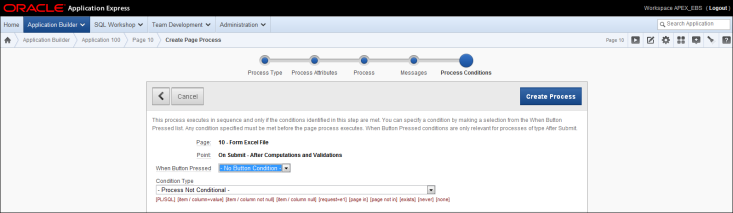 ORACLE Application Express
Workspace APEX_EBS ( Logout )
Home Application Builder SQL Workshop Team Development Administration Search Application
Application Builder Application 100 Page 10 Create Page Process Page 10
Process Type Process Attributes Process Messages Process Conditions
Cancel Create Process
This process executes in sequence and only if the conditions identified in this step are met. You can specify a condition by making a selection from the When Button
Pressed list. Any condition specified must be met before the page process executes. When Button Pressed conditions are only relevant for processes of type After Submit.
Page: 10 - Form Excel File
Point: On Submit - After Computations and Validations
When Button Pressed - No Button Condition -
Condition Type
- Process Not Conditional -
[PL/SQL] [item / column=value] [item / column not null] [item / column null] [request=e1] [page in] [page not in] [exists] [never] [none]